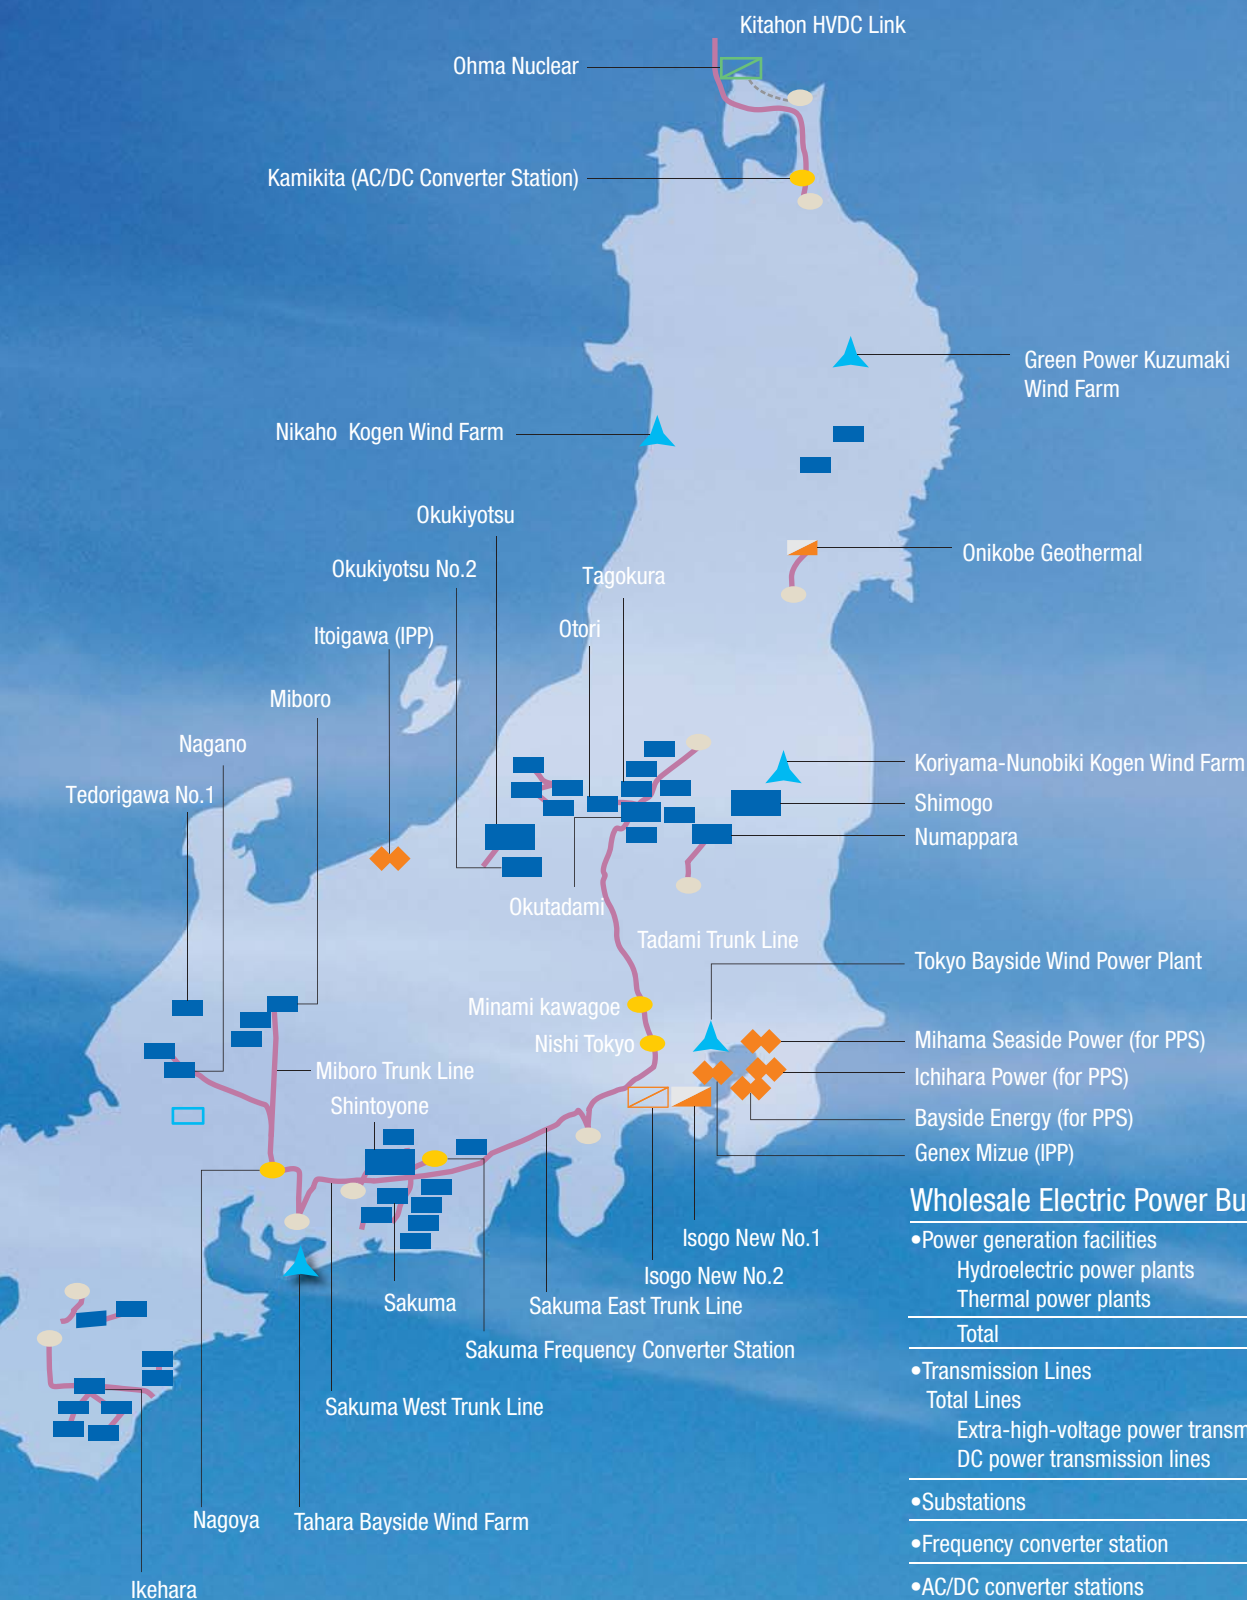 Kitahon HVDC Link
Ohma Nuclear
Kamikita (AC/DC Converter Station)
Green Power Kuzumaki
Wind Farm
Nikaho Kogen Wind Farm
Okukiyotsu
Onikobe Geothermal
Okukiyotsu No.2
Tagokura
Otori
Itoigawa (IPP)
Miboro
Nagano
Tedorigawa No.1
Koriyama-Nunobiki Kogen Wind Farm
Shimogo
Numappara
Okutadami
Tadami Trunk Line
Tokyo Bayside Wind Power Plant
Minami kawagoe
Nishi Tokyo
Mihama Seaside Power (for PPS)
Miboro Trunk Line
Ichihara Power (for PPS)
Shintoyone
Bayside Energy (for PPS)
Genex Mizue (IPP)
Isogo New No.1
Isogo New No.2
Sakuma
Sakuma East Trunk Line
Sakuma Frequency Converter Station
Sakuma West Trunk Line
Nagoya
Tahara Bayside Wind Farm
Ikehara
Wholesale Electric Power Bu
•Power generation facilities
Hydroelectric power plants
Thermal power plants
Total
•Transmission Lines
Total Lines
Extra-high-voltage power transm
DC power transmission lines
•Substations
•Frequency converter station
•AC/DC converter stations